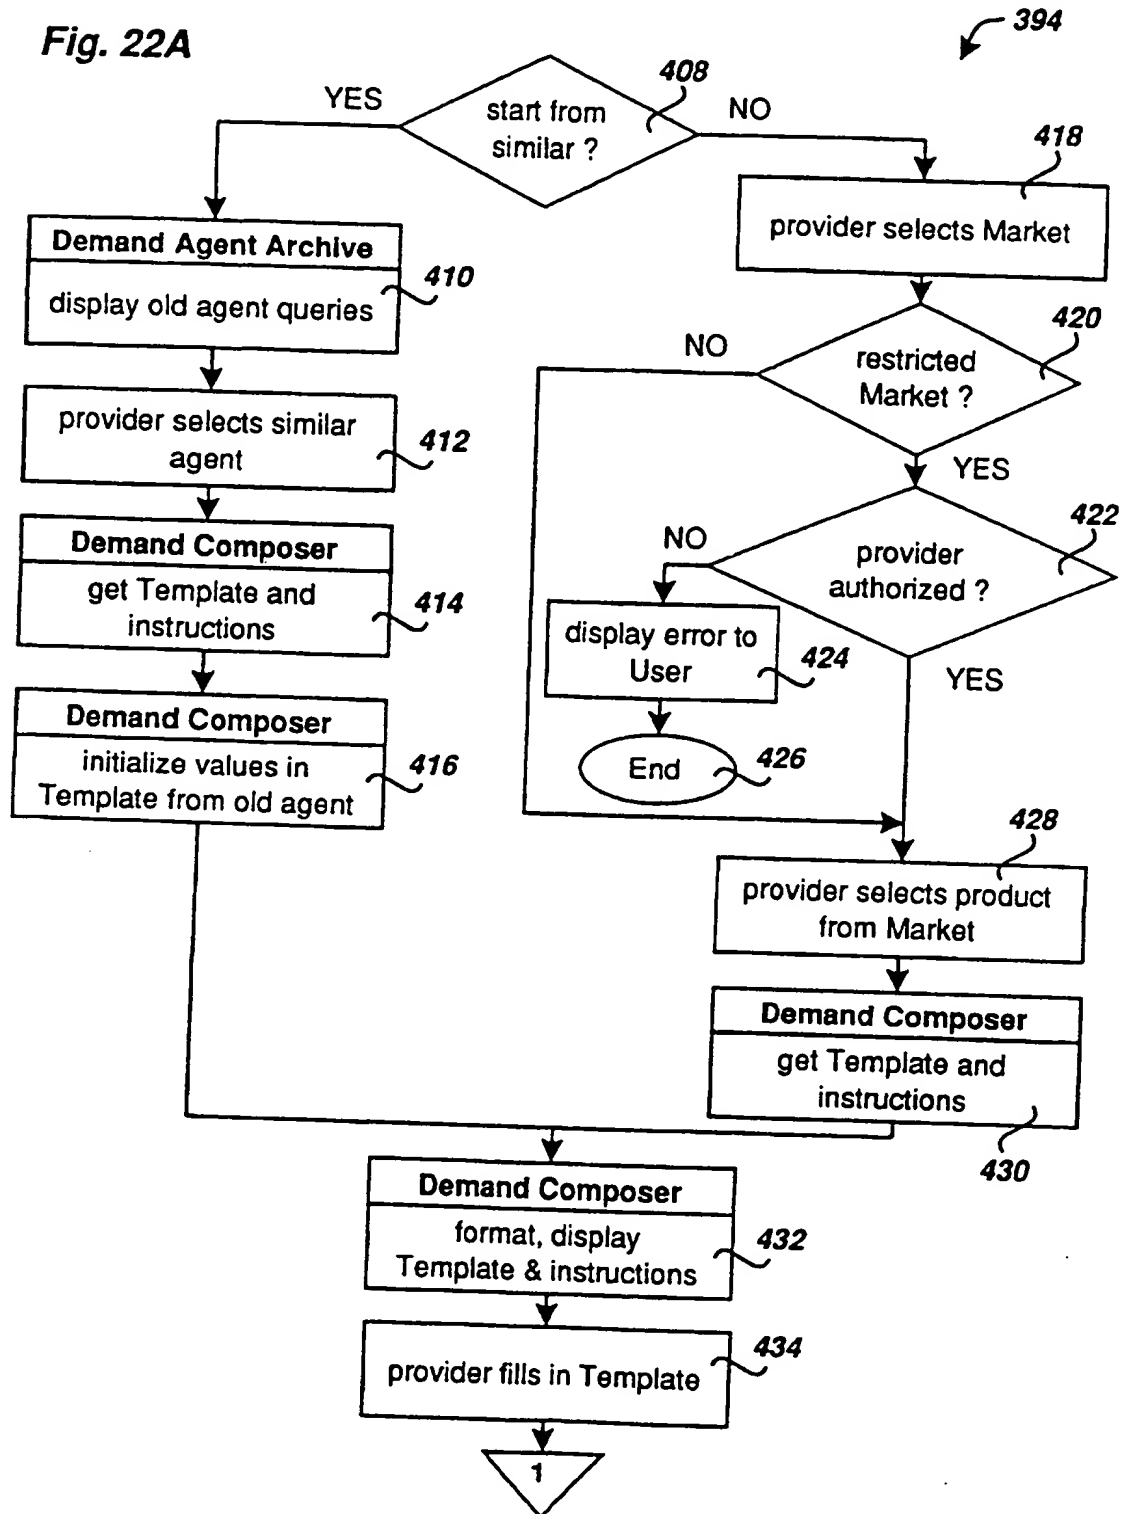 Fig. 22A
394
408
YES
start from
similar ?
NO
418
provider selects Market
Demand Agent Archive
410
display old agent queries
420
NO
restricted
Market ?
YES
provider selects similar
agent
412
422
NO
provider
authorized ?
YES
Demand Composer
get Template and
instructions
414
display error to
User
424
End
426
Demand Composer
initialize values in
Template from old agent
416
428
provider selects product
from Market
Demand Composer
get Template and
instructions
430
Demand Composer
format, display
Template & instructions
432
provider fills in Template
434
1